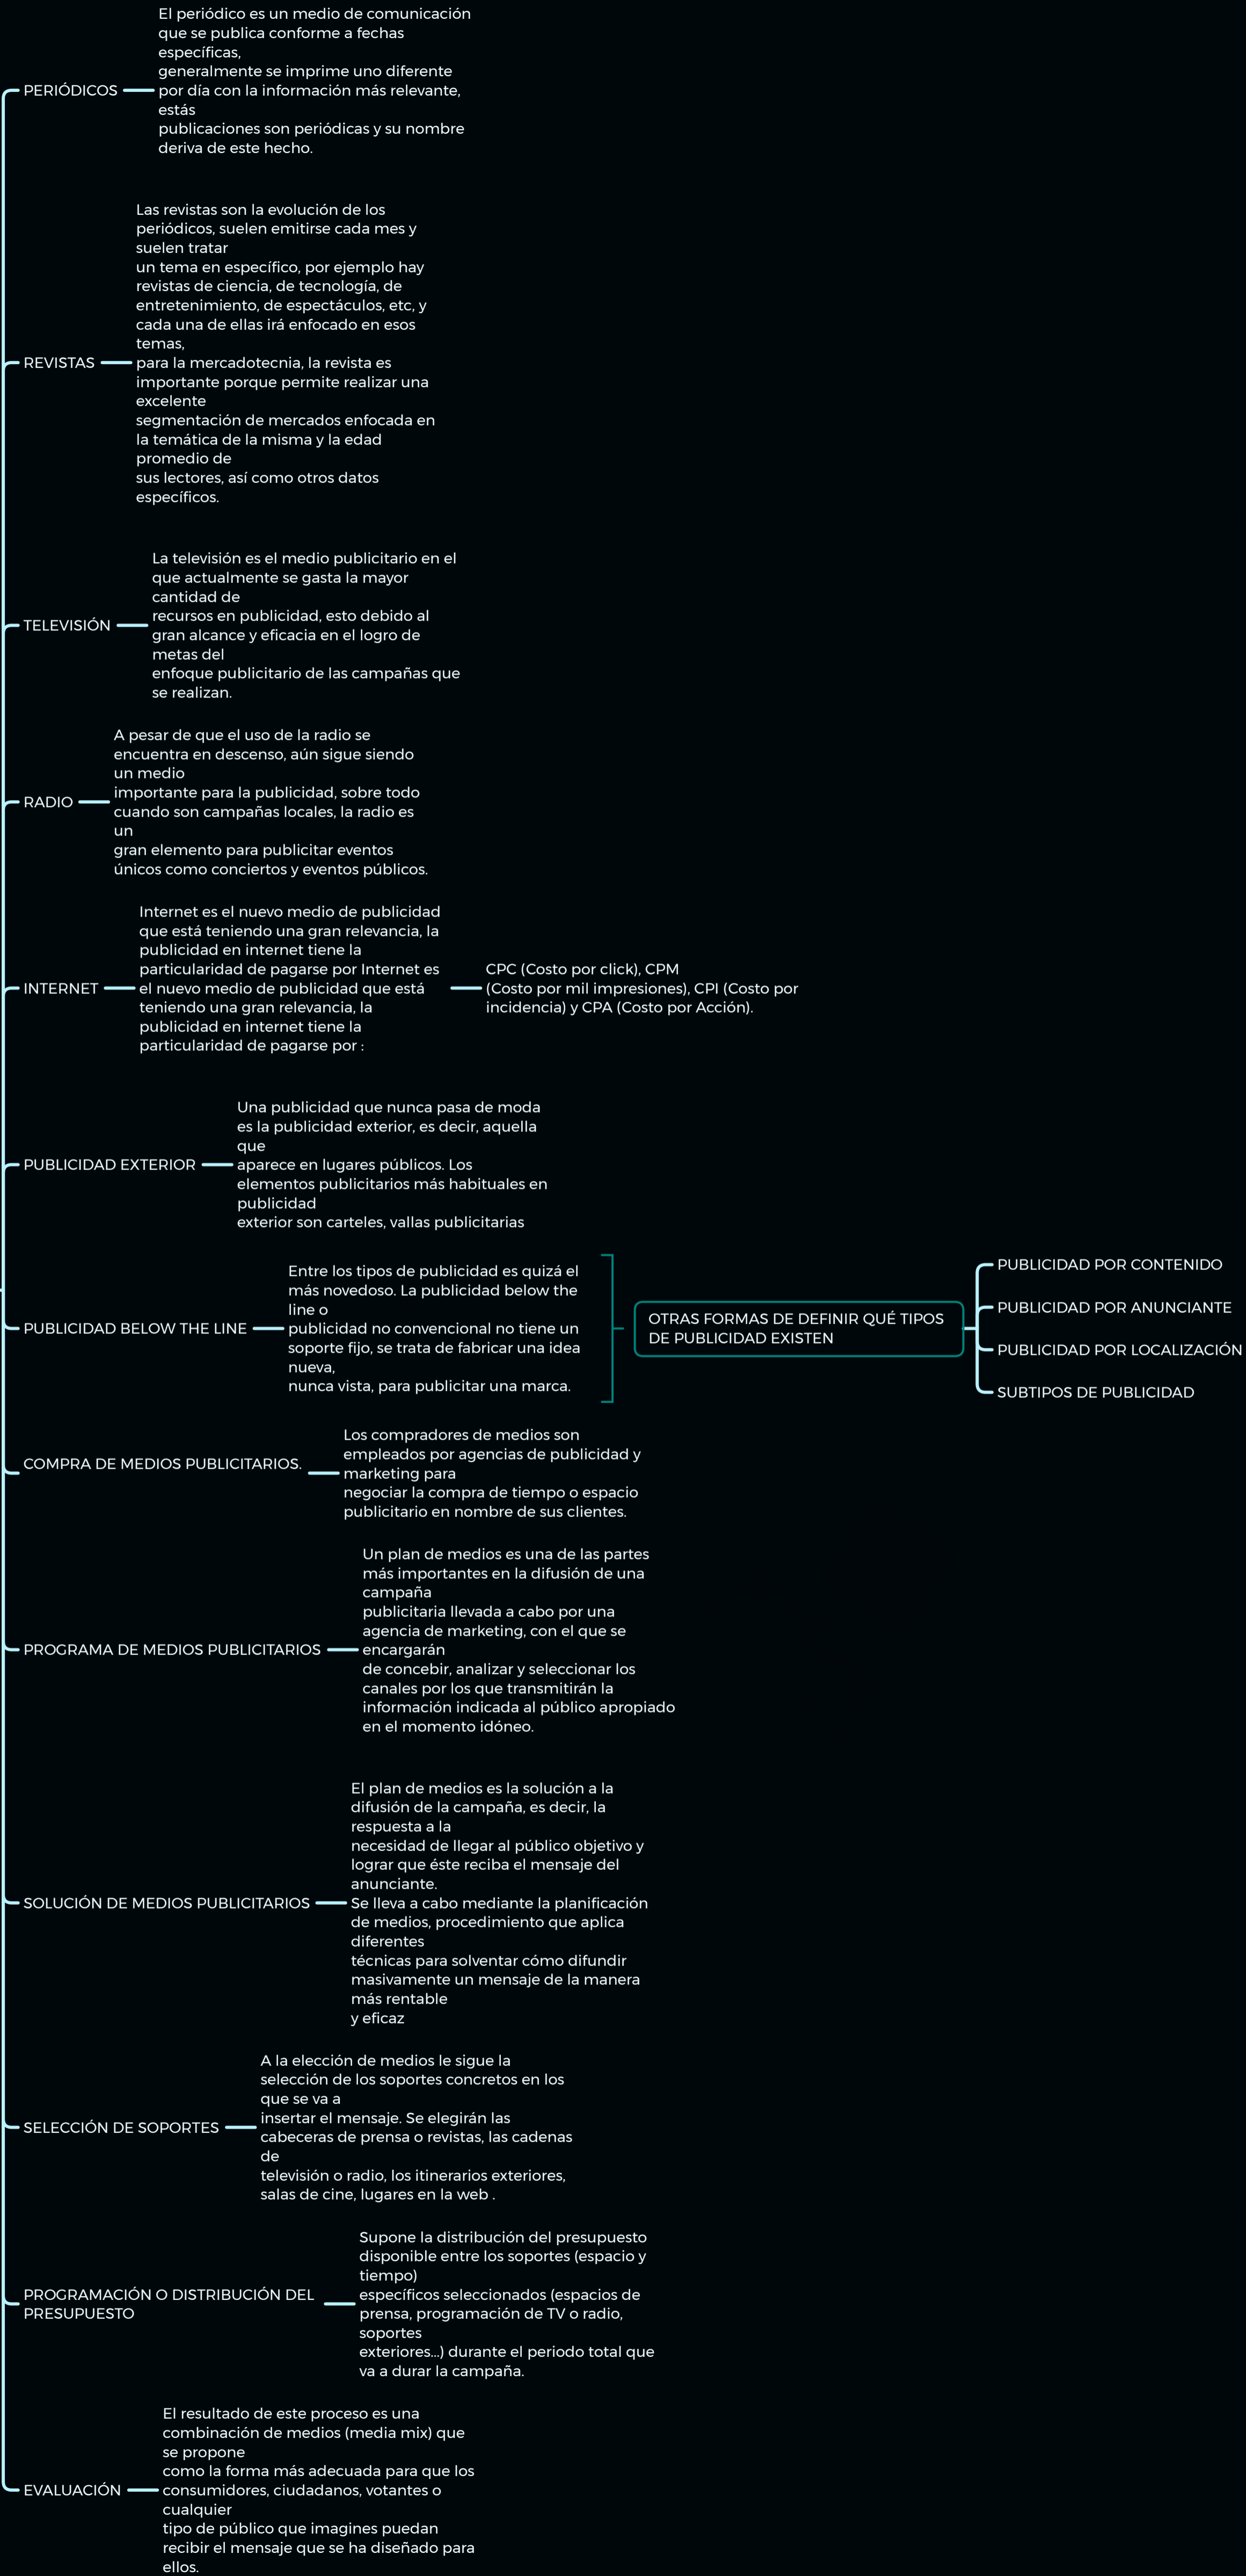 El periódico es un medio de comunicación
que se publica conforme a fechas
específicas,
generalmente se imprime uno diferente
por día con la información más relevante,
estás
publicaciones son periódicas y su nombre
deriva de este hecho.
PERIÓDICOS
Las revistas son la evolución de los
periódicos, suelen emitirse cada mes y
suelen tratar
un tema en específico, por ejemplo hay
revistas de ciencia, de tecnología, de
entretenimiento, de espectáculos, etc, y
cada una de ellas irá enfocado en esos
temas,
para la mercadotecnia, la revista es
importante porque permite realizar una
excelente
segmentación de mercados enfocada en
la temática de la misma y la edad
promedio de
sus lectores, así como otros datos
específicos.
REVISTAS
La televisión es el medio publicitario en el
que actualmente se gasta la mayor
cantidad de
recursos en publicidad, esto debido al
gran alcance y eficacia en el logro de
metas del
enfoque publicitario de las campañas que
se realizan.
TELEVISIÓN
A pesar de que el uso de la radio se
encuentra en descenso, aún sigue siendo
un medio
importante para la publicidad, sobre todo
cuando son campañas locales, la radio es
un
gran elemento para publicitar eventos
únicos como conciertos y eventos públicos.
RADIO
Internet es el nuevo medio de publicidad
que está teniendo una gran relevancia, la
publicidad en internet tiene la
particularidad de pagarse por Internet es
el nuevo medio de publicidad que está
teniendo una gran relevancia, la
publicidad en internet tiene la
particularidad de pagarse por :
INTERNET
CPC (Costo por click), CPM
(Costo por mil impresiones), CPI (Costo por
incidencia) y CPA (Costo por Acción).
Una publicidad que nunca pasa de moda
es la publicidad exterior, es decir, aquella
que
aparece en lugares públicos. Los
elementos publicitarios más habituales en
publicidad
exterior son carteles, vallas publicitarias
PUBLICIDAD EXTERIOR
Entre los tipos de publicidad es quizá el
más novedoso. La publicidad below the
line o
publicidad no convencional no tiene un
soporte fijo, se trata de fabricar una idea
nueva,
nunca vista, para publicitar una marca.
PUBLICIDAD BELOW THE LINE
OTRAS FORMAS DE DEFINIR QUÉ TIPOS
DE PUBLICIDAD EXISTEN
PUBLICIDAD POR CONTENIDO
PUBLICIDAD POR ANUNCIANTE
PUBLICIDAD POR LOCALIZACIÓN
SUBTIPOS DE PUBLICIDAD
Los compradores de medios son
empleados por agencias de publicidad y
marketing para
negociar la compra de tiempo o espacio
publicitario en nombre de sus clientes.
COMPRA DE MEDIOS PUBLICITARIOS.
Un plan de medios es una de las partes
más importantes en la difusión de una
campaña
publicitaria llevada a cabo por una
agencia de marketing, con el que se
encargarán
de concebir, analizar y seleccionar los
canales por los que transmitirán la
información indicada al público apropiado
en el momento idóneo.
PROGRAMA DE MEDIOS PUBLICITARIOS
El plan de medios es la solución a la
difusión de la campaña, es decir, la
respuesta a la
necesidad de llegar al público objetivo y
lograr que éste reciba el mensaje del
anunciante.
Se lleva a cabo mediante la planificación
de medios, procedimiento que aplica
diferentes
técnicas para solventar cómo difundir
masivamente un mensaje de la manera
más rentable
y eficaz
SOLUCIÓN DE MEDIOS PUBLICITARIOS
A la elección de medios le sigue la
selección de los soportes concretos en los
que se va a
insertar el mensaje. Se elegirán las
cabeceras de prensa o revistas, las cadenas
de
televisión o radio, los itinerarios exteriores,
salas de cine, lugares en la web .
SELECCIÓN DE SOPORTES
Supone la distribución del presupuesto
disponible entre los soportes (espacio y
tiempo)
específicos seleccionados (espacios de
prensa, programación de TV o radio,
soportes
exteriores...) durante el periodo total que
va a durar la campaña.
PROGRAMACIÓN O DISTRIBUCIÓN DEL
PRESUPUESTO
El resultado de este proceso es una
combinación de medios (media mix) que
se propone
como la forma más adecuada para que los
consumidores, ciudadanos, votantes o
cualquier
tipo de público que imagines puedan
recibir el mensaje que se ha diseñado para
ellos.
EVALUACIÓN